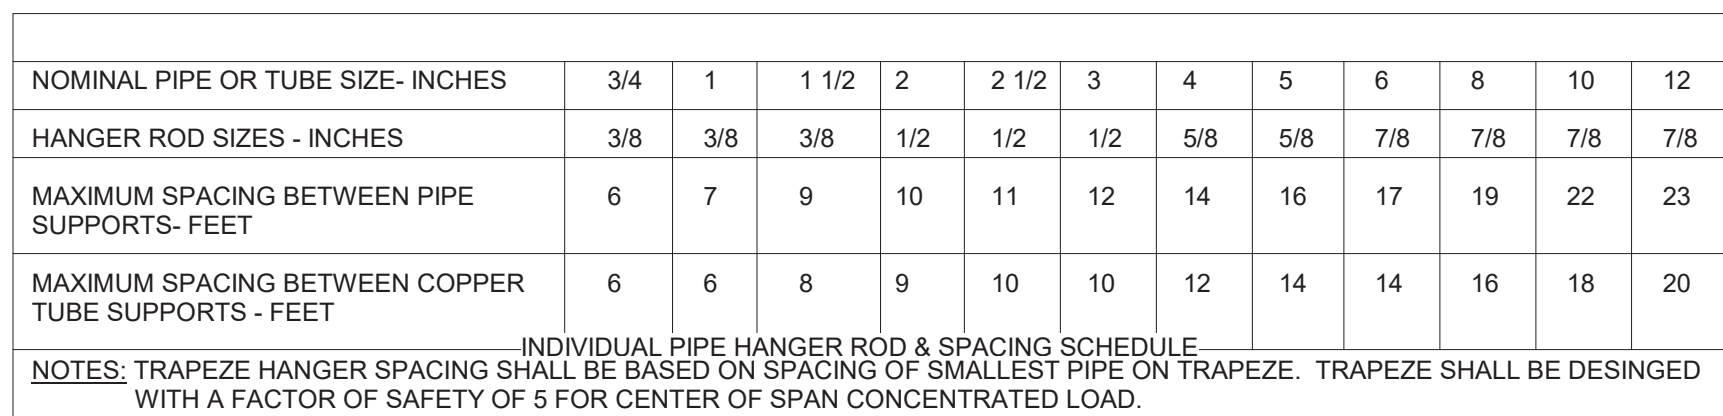 NOMINAL PIPE OR TUBE SIZE- INCHES 3/4 1 1 1/2 2 2 1/2 3 4 5 6 8 10 12
HANGER ROD SIZES - INCHES 3/8 3/8 3/8 1/2 1/2 1/2 5/8 5/8 7/8 7/8 7/8 7/8
MAXIMUM SPACING BETWEEN PIPE 6 7 9 10 11 12 14 16 17 19 22 23
SUPPORTS- FEET
MAXIMUM SPACING BETWEEN COPPER 6 6 8 9 10 10 12 14 14 16 18 20
TUBE SUPPORTS - FEET
INDIVIDUAL PIPE HANGER ROD & SPACING SCHEDULE
NOTES: TRAPEZE HANGER SPACING SHALL BE BASED ON SPACING OF SMALLEST PIPE ON TRAPEZE. TRAPEZE SHALL BE DESINGED
WITH A FACTOR OF SAFETY OF 5 FOR CENTER OF SPAN CONCENTRATED LOAD.